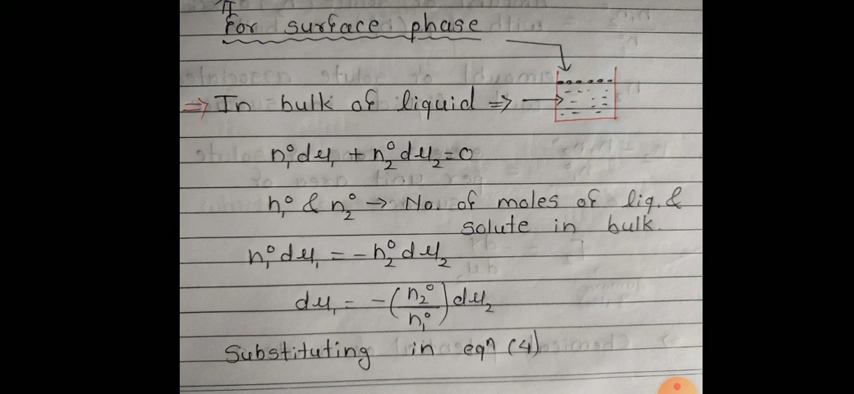 For surface phase
⇒ In bulk of liquid ⇒
n₁°dμ₁ + n₂°dμ₂ = 0
n₁° & n₂° → No. of moles of liq. &
solute in bulk.
n₁°dμ₁ = - n₂°dμ₂
dμ₁ = -(n₂°/n₁°)dμ₂
Substituting in eqⁿ (4)